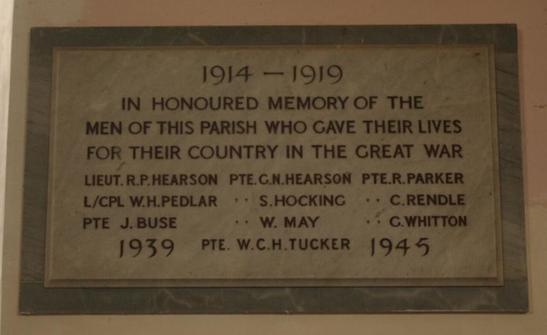 1914 — 1919
IN HONOURED MEMORY OF THE
MEN OF THIS PARISH WHO GAVE THEIR LIVES
FOR THEIR COUNTRY IN THE GREAT WAR
LIEUT. R.P. HEARSON PTE. G.N. HEARSON PTE. R. PARKER
L/CPL W.H. PEDLAR ·· S. HOCKING ·· C. RENDLE
PTE J. BUSE ·· W. MAY ·· G. WHITTON
1939 PTE. W.C.H. TUCKER 1945